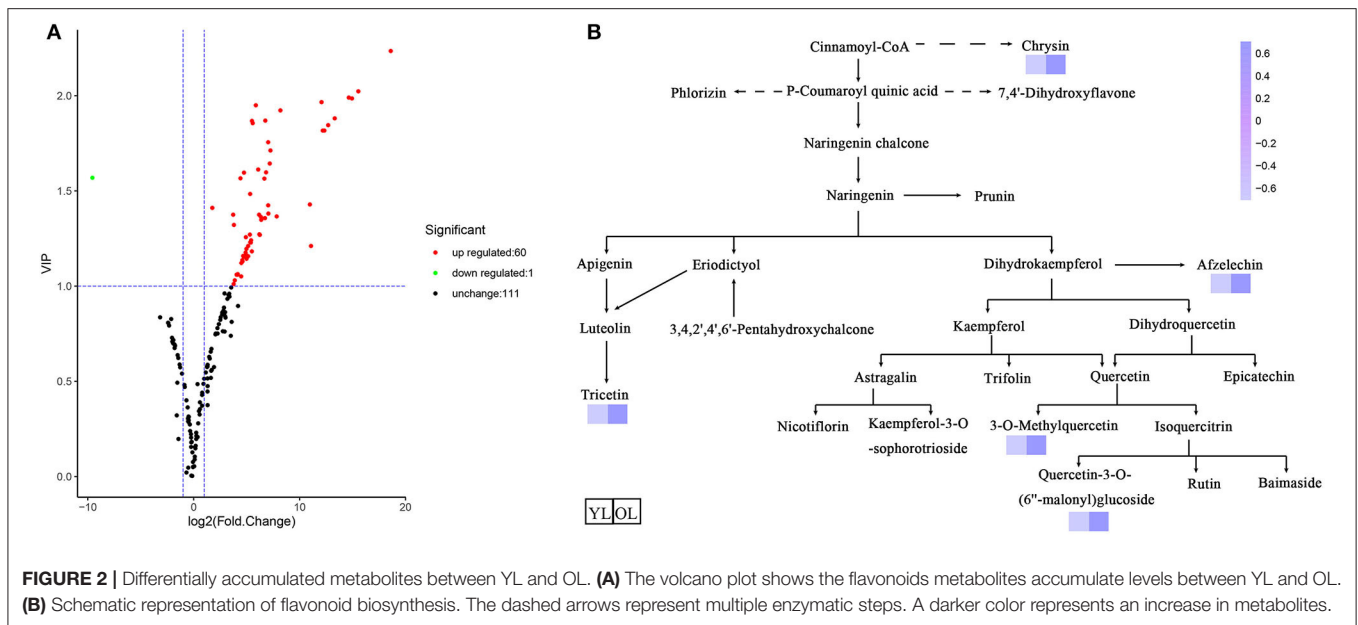 A
2.0
1.5
1.0
0.5
0.0
VIP
−10
0
10
20
log2(Fold.Change)
Significant
up regulated:60
down regulated:1
unchange:111
B
Cinnamoyl-CoA
Chrysin
Phlorizin
P-Coumaroyl quinic acid
7,4'-Dihydroxyflavone
Naringenin chalcone
Naringenin
Prunin
Apigenin
Eriodictyol
Dihydrokaempferol
Afzelechin
Luteolin
3,4,2',4',6'-Pentahydroxychalcone
Kaempferol
Dihydroquercetin
Tricetin
Astragalin
Trifolin
Quercetin
Epicatechin
Nicotiflorin
Kaempferol-3-O
-sophorotrioside
3-O-Methylquercetin
Isoquercitrin
Quercetin-3-O-
(6''-malonyl)glucoside
Rutin
Baimaside
YL OL
0.6
0.4
0.2
0
−0.2
−0.4
−0.6
FIGURE 2 | Differentially accumulated metabolites between YL and OL. (A) The volcano plot shows the flavonoids metabolites accumulate levels between YL and OL.
(B) Schematic representation of flavonoid biosynthesis. The dashed arrows represent multiple enzymatic steps. A darker color represents an increase in metabolites.